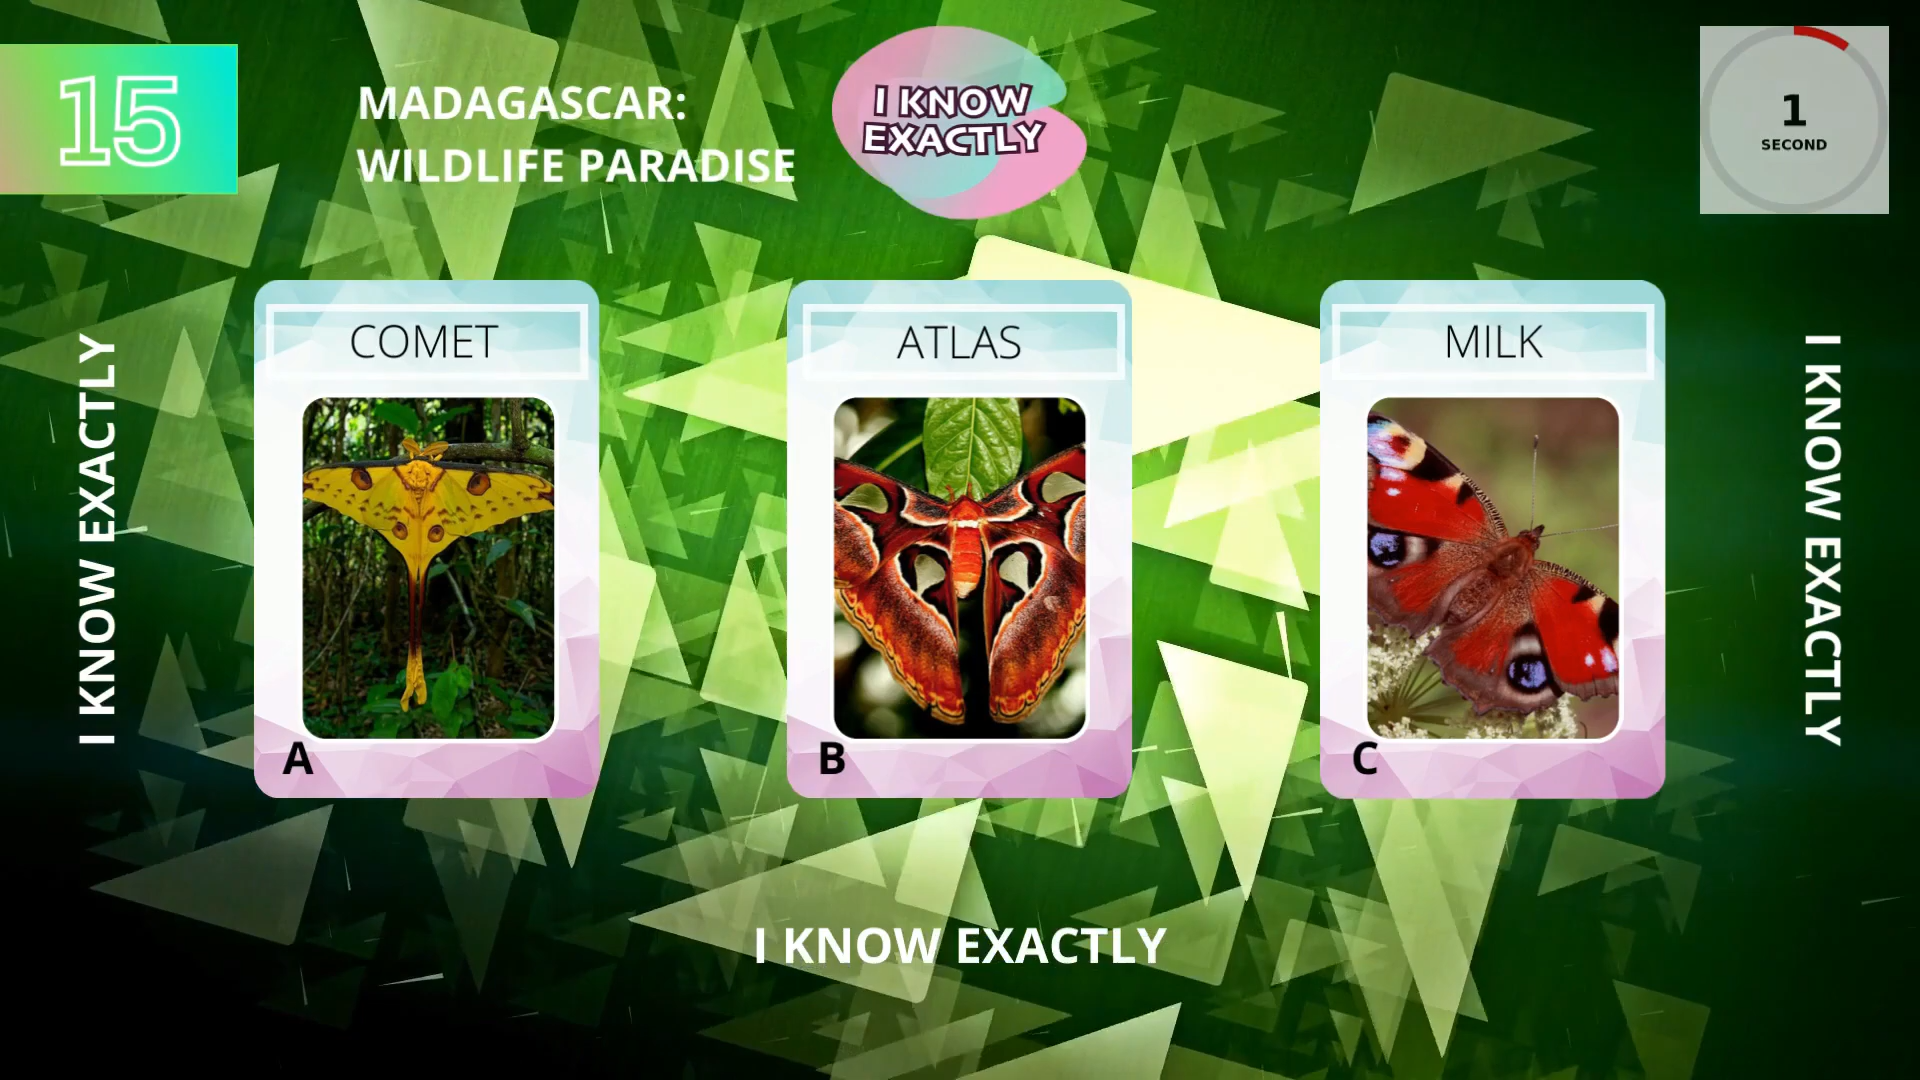 15
MADAGASCAR:
WILDLIFE PARADISE
I KNOW
EXACTLY
1
SECOND
I KNOW EXACTLY
COMET
A
ATLAS
B
MILK
C
I KNOW EXACTLY
I KNOW EXACTLY